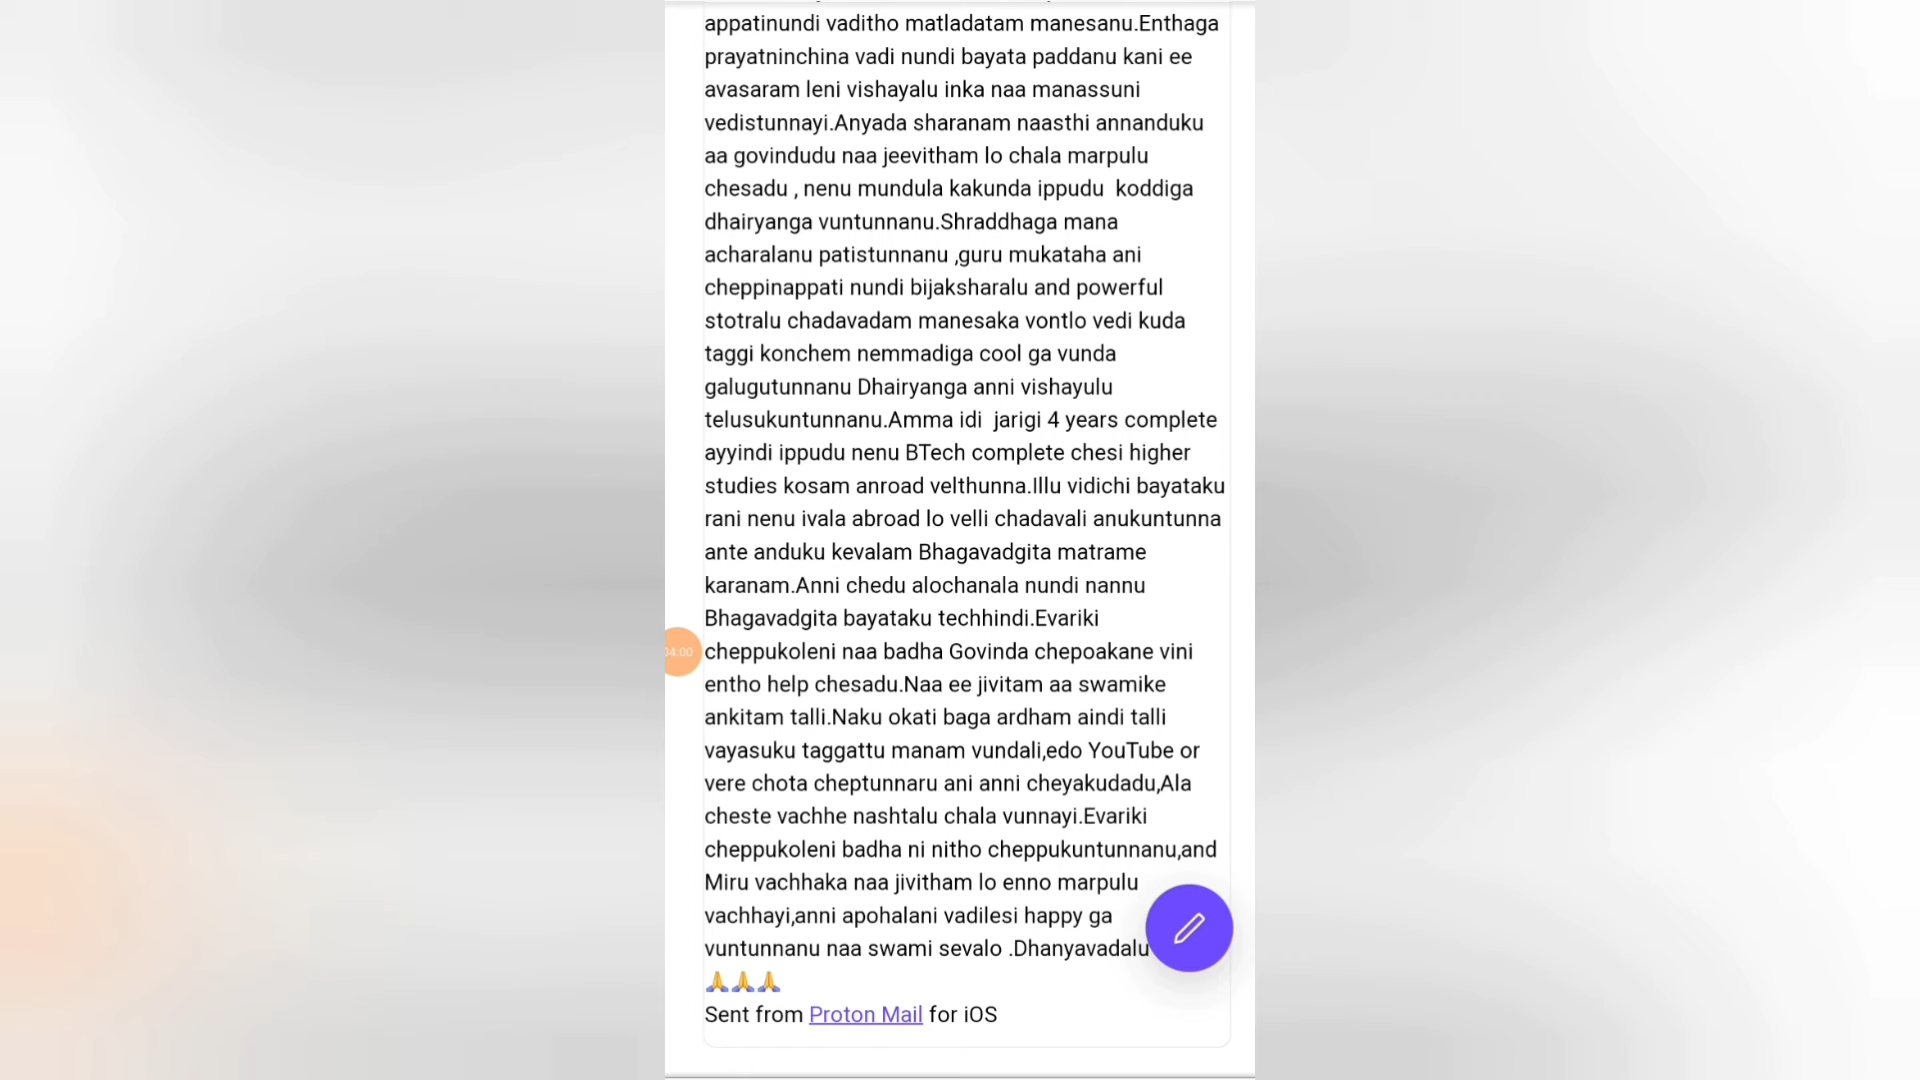 appatinundi vaditho matladatam manesanu.Enthaga
prayatninchina vadi nundi bayata paddanu kani ee
avasaram leni vishayalu inka naa manassuni
vedistunnayi.Anyada sharanam naasthi annanduku
aa govindudu naa jeevitham lo chala marpulu
chesadu , nenu mundula kakunda ippudu  koddiga
dhairyanga vuntunnanu.Shraddhaga mana
acharalanu patistunnanu ,guru mukataha ani
cheppinappati nundi bijaksharalu and powerful
stotralu chadavadam manesaka vontlo vedi kuda
taggi konchem nemmadiga cool ga vunda
galugutunnanu Dhairyanga anni vishayulu
telusukuntunnanu.Amma idi  jarigi 4 years complete
ayyindi ippudu nenu BTech complete chesi higher
studies kosam anroad velthunna.Illu vidichi bayataku
rani nenu ivala abroad lo velli chadavali anukuntunna
ante anduku kevalam Bhagavadgita matrame
karanam.Anni chedu alochanala nundi nannu
Bhagavadgita bayataku techhindi.Evariki
cheppukoleni naa badha Govinda chepoakane vini
04:00
entho help chesadu.Naa ee jivitam aa swamike
ankitam talli.Naku okati baga ardham aindi talli
vayasuku taggattu manam vundali,edo YouTube or
vere chota cheptunnaru ani anni cheyakudadu,Ala
cheste vachhe nashtalu chala vunnayi.Evariki
cheppukoleni badha ni nitho cheppukuntunnanu,and
Miru vachhaka naa jivitham lo enno marpulu
vachhayi,anni apohalani vadilesi happy ga
vuntunnanu naa swami sevalo .Dhanyavadalu
🙏🙏🙏
Sent from Proton Mail for iOS